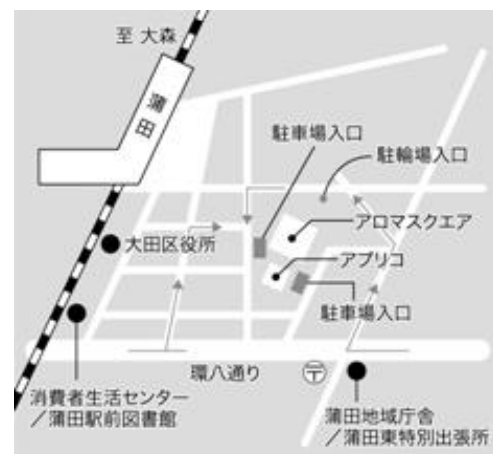 至 大森
蒲田
駐車場入口
駐輪場入口
アロマスクエア
大田区役所
アプリコ
駐車場入口
環八通り
〒
消費者生活センター
／蒲田駅前図書館
蒲田地域庁舎
／蒲田東特別出張所